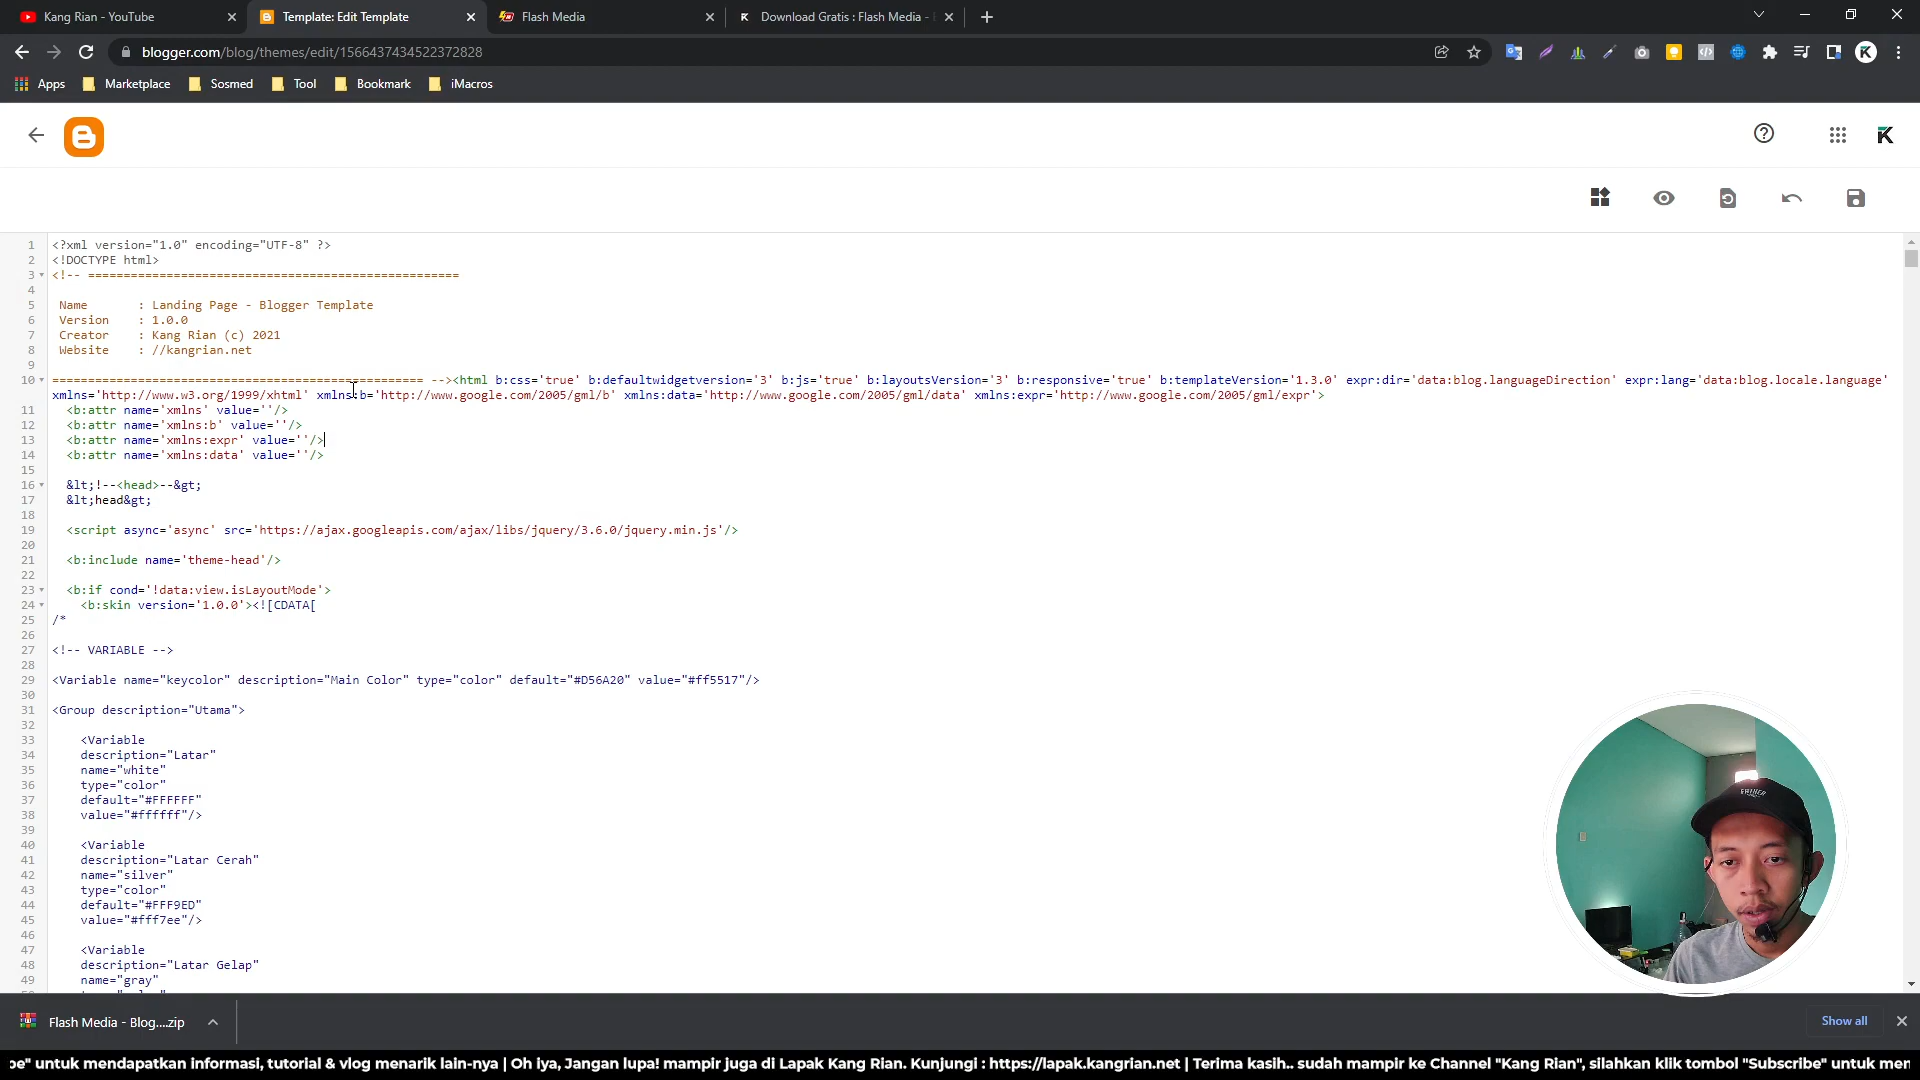 Kang Rian - YouTube
Template: Edit Template
Flash Media
Download Gratis : Flash Media -
blogger.com/blog/themes/edit/1566437434522372828
Apps
Marketplace
Sosmed
Tool
Bookmark
iMacros
1 <?xml version="1.0" encoding="UTF-8" ?>
2 <!DOCTYPE html>
3 <!-- ====================================================
4
5 Name : Landing Page - Blogger Template
6 Version : 1.0.0
7 Creator : Kang Rian (c) 2021
8 Website : //kangrian.net
9
10 ==================================================== --><html b:css='true' b:defaultwidgetversion='3' b:js='true' b:layoutsVersion='3' b:responsive='true' b:templateVersion='1.3.0' expr:dir='data:blog.languageDirection' expr:lang='data:blog.locale.language'
xmlns='http://www.w3.org/1999/xhtml' xmlns:b='http://www.google.com/2005/gml/b' xmlns:data='http://www.google.com/2005/gml/data' xmlns:expr='http://www.google.com/2005/gml/expr'>
11 <b:attr name='xmlns' value=''/>
12 <b:attr name='xmlns:b' value=''/>
13 <b:attr name='xmlns:expr' value=''/>
14 <b:attr name='xmlns:data' value=''/>
15
16 &lt;!--<head>--&gt;
17 &lt;head&gt;
18
19 <script async='async' src='https://ajax.googleapis.com/ajax/libs/jquery/3.6.0/jquery.min.js'/>
20
21 <b:include name='theme-head'/>
22
23 <b:if cond='!data:view.isLayoutMode'>
24 <b:skin version='1.0.0'><![CDATA[
25 /*
26
27 <!-- VARIABLE -->
28
29 <Variable name="keycolor" description="Main Color" type="color" default="#D56A20" value="#ff5517"/>
30
31 <Group description="Utama">
32
33 <Variable
34 description="Latar"
35 name="white"
36 type="color"
37 default="#FFFFFF"
38 value="#ffffff"/>
39
40 <Variable
41 description="Latar Cerah"
42 name="silver"
43 type="color"
44 default="#FFF9ED"
45 value="#fff7ee"/>
46
47 <Variable
48 description="Latar Gelap"
49 name="gray"
FATHER
Flash Media - Blog....zip
Show all
be" untuk mendapatkan informasi, tutorial & vlog menarik lain-nya | Oh iya, Jangan lupa! mampir juga di Lapak Kang Rian. Kunjungi : https://lapak.kangrian.net | Terima kasih.. sudah mampir ke Channel "Kang Rian", silahkan klik tombol "Subscribe" untuk men